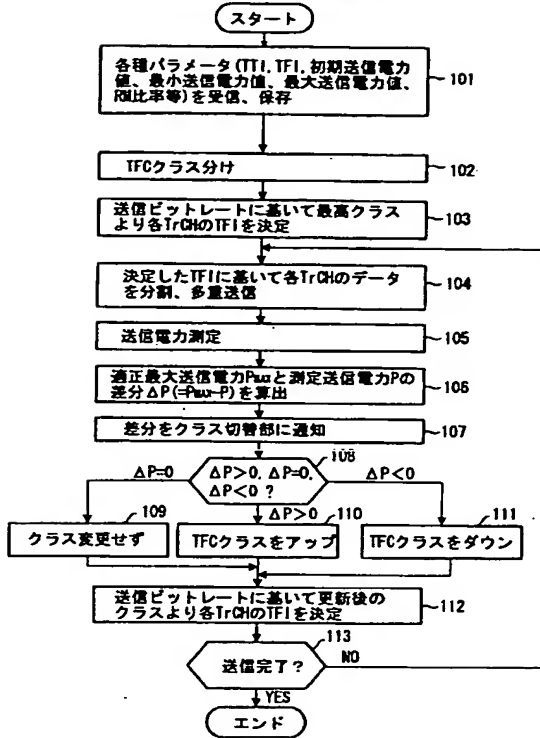 スタート
各種パラメータ(TTI, TFI, 初期送信電力
値、最小送信電力値、最大送信電力値、
RM比率等)を受信、保存
101
TFCクラス分け
102
送信ビットレートに基いて最高クラス
より各TrCHのTFIを決定
103
決定したTFIに基いて各TrCHのデータ
を分割、多重送信
104
送信電力測定
105
適正最大送信電力Pmaxと測定送信電力Pの
差分ΔP(=Pmax-P)を算出
106
差分をクラス切替部に通知
107
108
ΔP>0, ΔP=0,
ΔP<0 ?
ΔP=0
ΔP<0
ΔP>0
109
クラス変更せず
110
TFCクラスをアップ
111
TFCクラスをダウン
送信ビットレートに基いて更新後の
クラスより各TrCHのTFIを決定
112
113
送信完了?
NO
YES
エンド